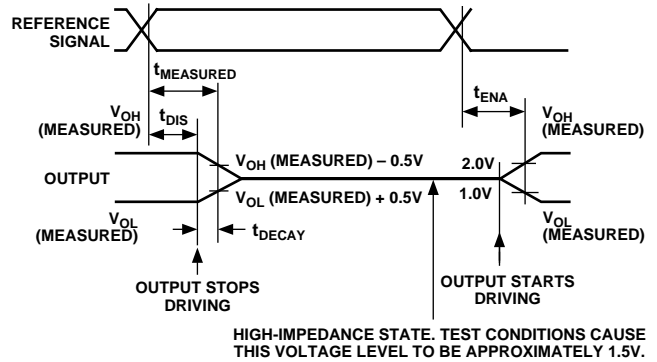 REFERENCE
SIGNAL
tMEASURED
tENA
VOH
(MEASURED)
tDIS
VOH
(MEASURED)
VOH (MEASURED) – 0.5V
2.0V
OUTPUT
VOL (MEASURED) + 0.5V
1.0V
VOL
(MEASURED)
tDECAY
VOL
(MEASURED)
OUTPUT STOPS
DRIVING
OUTPUT STARTS
DRIVING
HIGH-IMPEDANCE STATE. TEST CONDITIONS CAUSE
THIS VOLTAGE LEVEL TO BE APPROXIMATELY 1.5V.